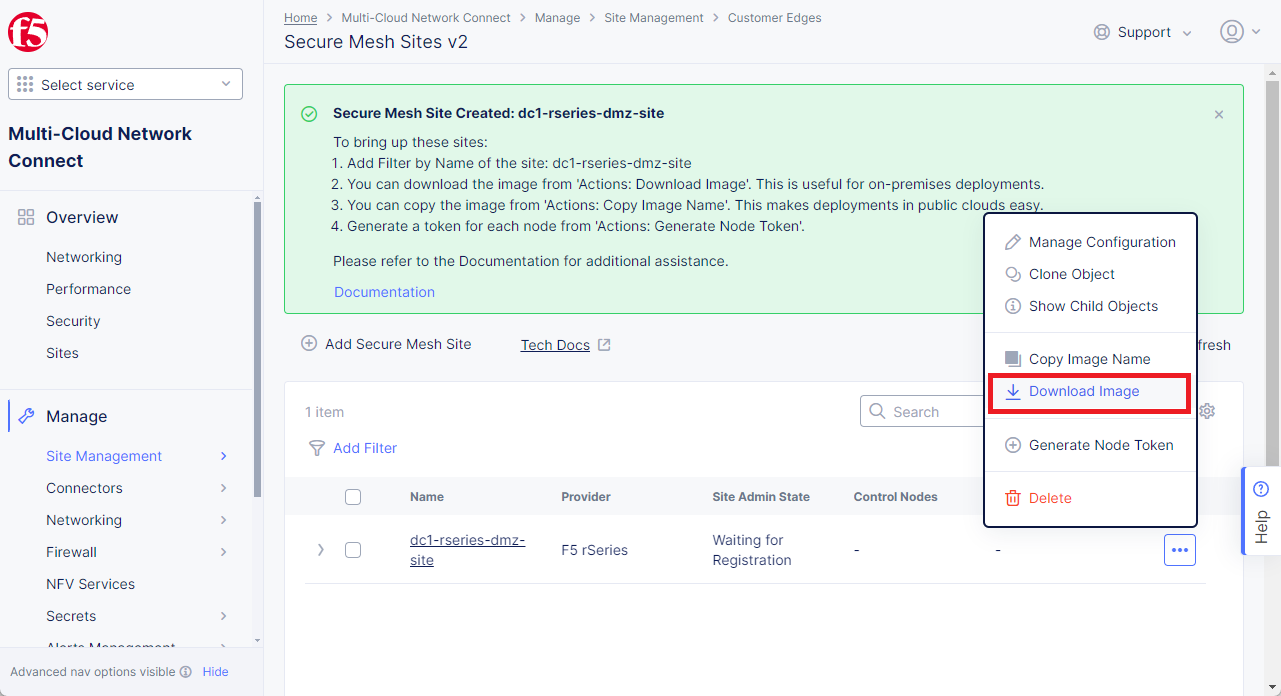 f5
Select service
Multi-Cloud Network
Connect
Overview
Networking
Performance
Security
Sites
Manage
Site Management
Connectors
Networking
Firewall
NFV Services
Secrets
Alerts Management
Advanced nav options visible
Hide
Home > Multi-Cloud Network Connect > Manage > Site Management > Customer Edges
Secure Mesh Sites v2
Support
Secure Mesh Site Created: dc1-rseries-dmz-site
To bring up these sites:
1. Add Filter by Name of the site: dc1-rseries-dmz-site
2. You can download the image from 'Actions: Download Image'. This is useful for on-premises deployments.
3. You can copy the image from 'Actions: Copy Image Name'. This makes deployments in public clouds easy.
4. Generate a token for each node from 'Actions: Generate Node Token'.
Please refer to the Documentation for additional assistance.
Documentation
Add Secure Mesh Site
Tech Docs
fresh
1 item
Search
Add Filter
Name Provider Site Admin State Control Nodes
dc1-rseries-dmz-
site
F5 rSeries
Waiting for
Registration
-
-
Manage Configuration
Clone Object
Show Child Objects
Copy Image Name
Download Image
Generate Node Token
Delete
Help